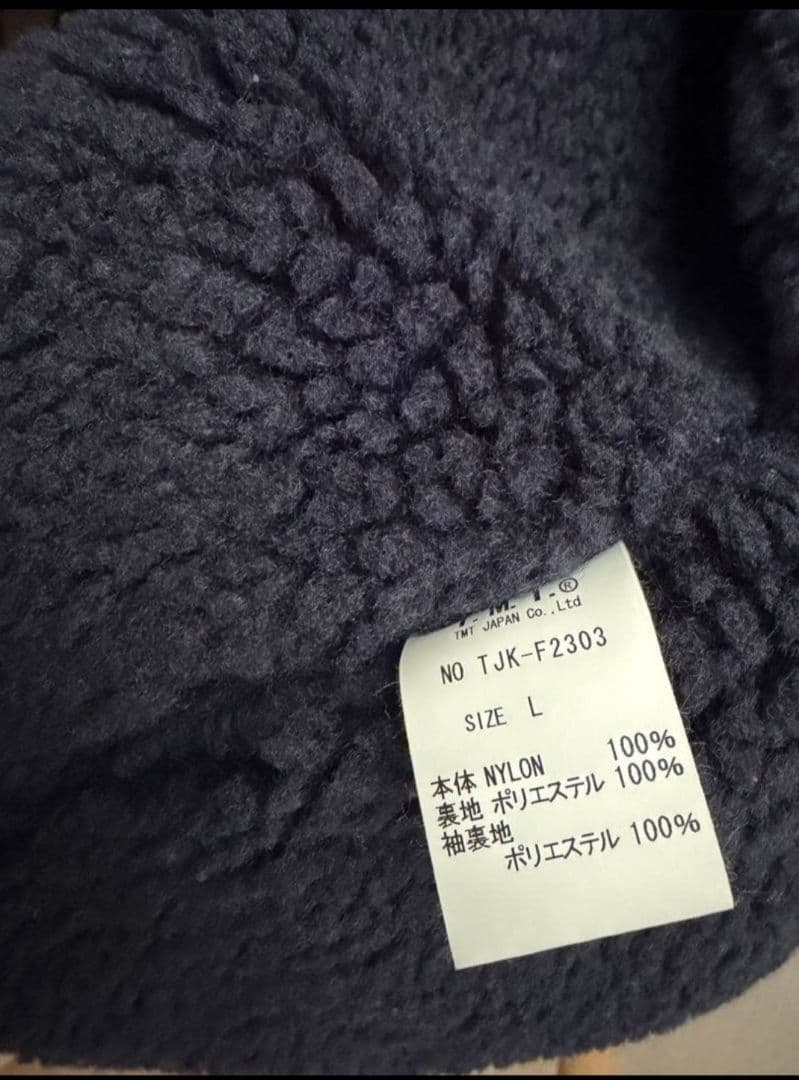 T.M.T.®
TMT JAPAN Co.,Ltd
NO TJK-F2303
SIZE L
本体 NYLON 100%
裏地 ポリエステル 100%
袖裏地
ポリエステル 100%